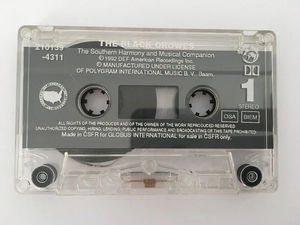 THE BLACK CROWES
210139
-4311
The Southern Harmony and Musical Companion
℗ 1992 DEF American Recordings Inc.
© MANUFACTURED UNDER LICENSE
OF POLYGRAM INTERNATIONAL MUSIC B.V., Baarn.
1
STEREO
OSA BIEM
ALL RIGHTS OF THE PRODUCER AND OF THE OWNER OF THE WORK REPRODUCED RESERVED
UNAUTHORIZED COPYING, HIRING, LENDING, PUBLIC PERFORMANCE AND BROADCASTING OF THIS TAPE PROHIBITED
Made in CSFR for GLOBUS INTERNATIONAL for sale in CSFR only.